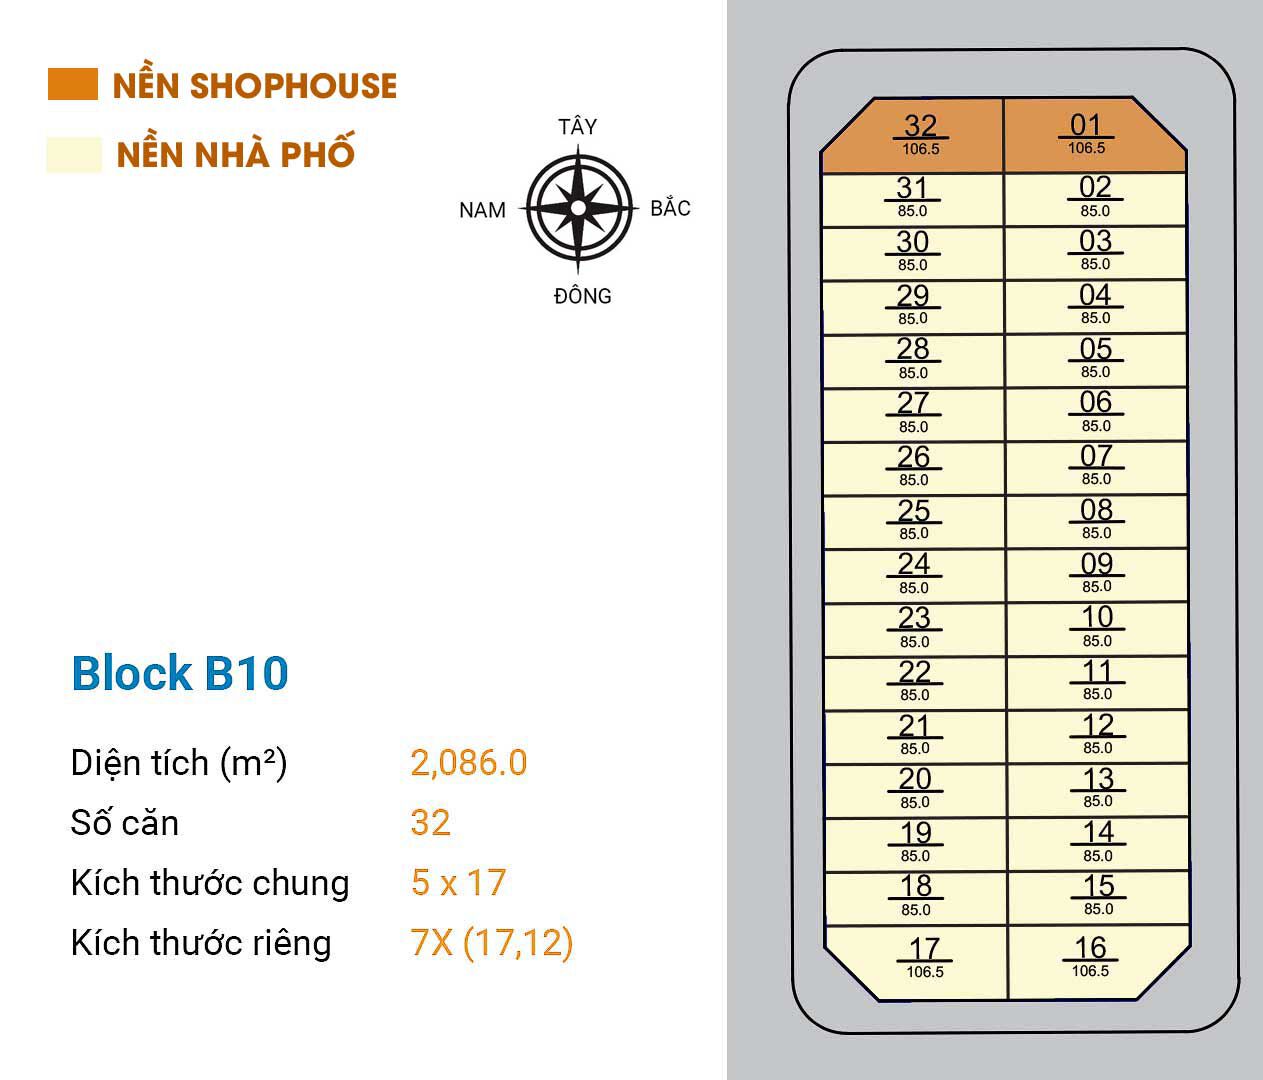 NỀN SHOPHOUSE
NỀN NHÀ PHỐ
TÂY
NAM
BẮC
ĐÔNG
Block B10
Diện tích (m²) 2,086.0
Số căn 32
Kích thước chung 5 x 17
Kích thước riêng 7X (17,12)
32 01
106.5 106.5
31 02
85.0 85.0
30 03
85.0 85.0
29 04
85.0 85.0
28 05
85.0 85.0
27 06
85.0 85.0
26 07
85.0 85.0
25 08
85.0 85.0
24 09
85.0 85.0
23 10
85.0 85.0
22 11
85.0 85.0
21 12
85.0 85.0
20 13
85.0 85.0
19 14
85.0 85.0
18 15
85.0 85.0
17 16
106.5 106.5